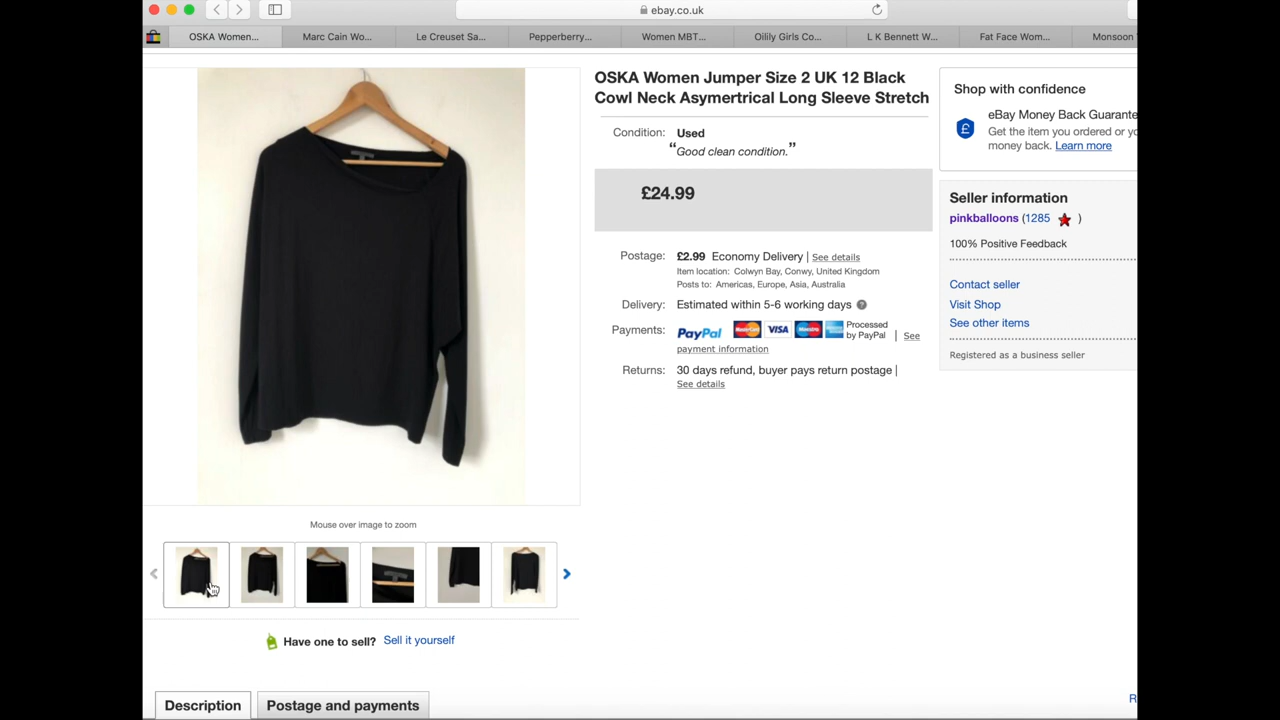 ebay.co.uk
OSKA Women...
Marc Cain Wo...
Le Creuset Sa...
Pepperberry...
Women MBT...
Oilily Girls Co...
L K Bennett W...
Fat Face Wom...
Monsoon
OSKA Women Jumper Size 2 UK 12 Black
Cowl Neck Asymertrical Long Sleeve Stretch
Condition: Used
“Good clean condition.”
£24.99
Postage: £2.99 Economy Delivery | See details
Item location: Colwyn Bay, Conwy, United Kingdom
Posts to: Americas, Europe, Asia, Australia
Delivery: Estimated within 5-6 working days ?
Payments: PayPal MasterCard VISA Maestro Processed by PayPal | See
payment information
Returns: 30 days refund, buyer pays return postage |
See details
Shop with confidence
eBay Money Back Guarante
Get the item you ordered or yo
money back. Learn more
Seller information
pinkballoons (1285 )
100% Positive Feedback
Contact seller
Visit Shop
See other items
Registered as a business seller
Mouse over image to zoom
Have one to sell? Sell it yourself
Description
Postage and payments
R